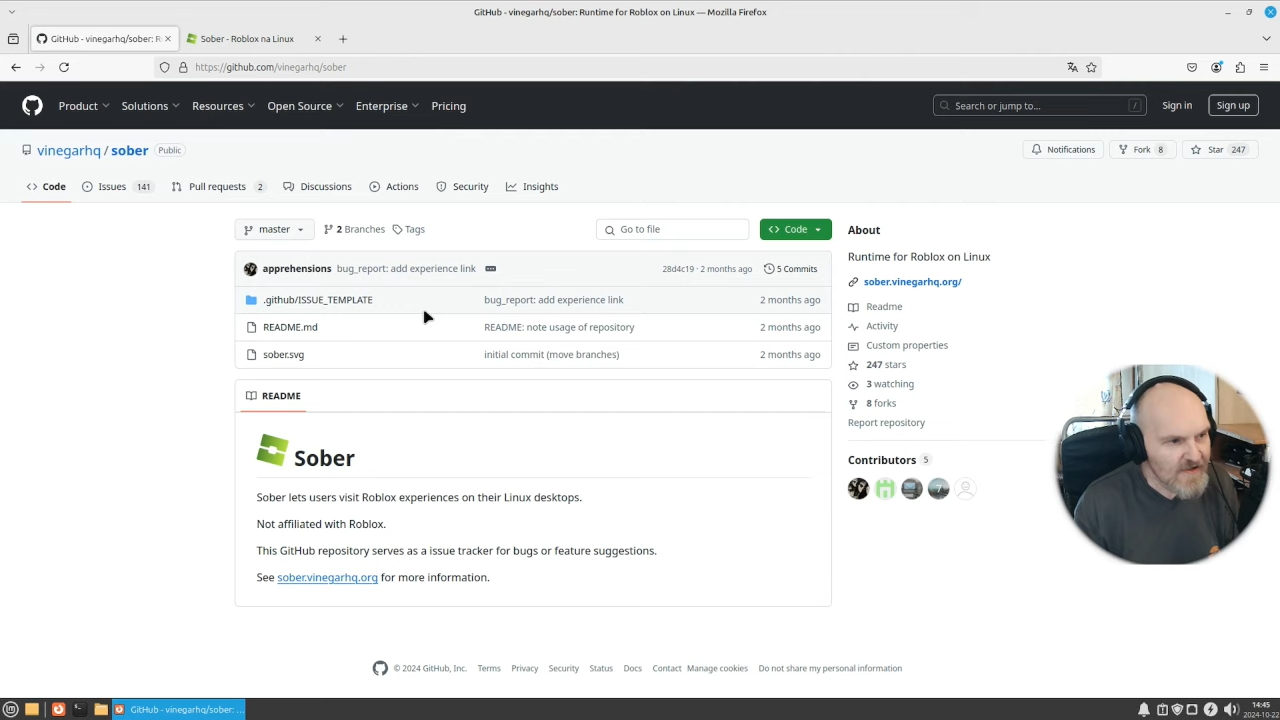 GitHub - vinegarhq/sober: Runtime for Roblox on Linux — Mozilla Firefox
GitHub - vinegarhq/sober: R
Sober - Roblox na Linux
https://github.com/vinegarhq/sober
Product
Solutions
Resources
Open Source
Enterprise
Pricing
Search or jump to...
/
Sign in
Sign up
vinegarhq / sober
Public
Notifications
Fork 8
Star 247
Code
Issues 141
Pull requests 2
Discussions
Actions
Security
Insights
master
2 Branches
Tags
Go to file
Code
apprehensions bug_report: add experience link
28d4c19 · 2 months ago
5 Commits
.github/ISSUE_TEMPLATE
bug_report: add experience link
2 months ago
README.md
README: note usage of repository
2 months ago
sober.svg
initial commit (move branches)
2 months ago
README
Sober
Sober lets users visit Roblox experiences on their Linux desktops.
Not affiliated with Roblox.
This GitHub repository serves as a issue tracker for bugs or feature suggestions.
See sober.vinegarhq.org for more information.
About
Runtime for Roblox on Linux
sober.vinegarhq.org/
Readme
Activity
Custom properties
247 stars
3 watching
8 forks
Report repository
Contributors 5
© 2024 GitHub, Inc.
Terms
Privacy
Security
Status
Docs
Contact
Manage cookies
Do not share my personal information
GitHub - vinegarhq/sober: ...
14:45
2024-10-22